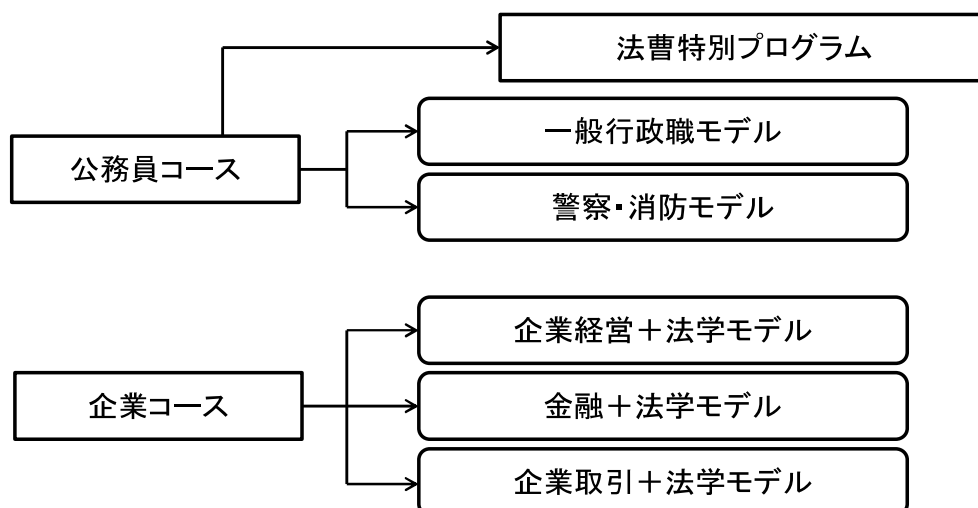 法曹特別プログラム
一般行政職モデル
公務員コース
警察・消防モデル
企業経営＋法学モデル
企業コース
金融＋法学モデル
企業取引＋法学モデル